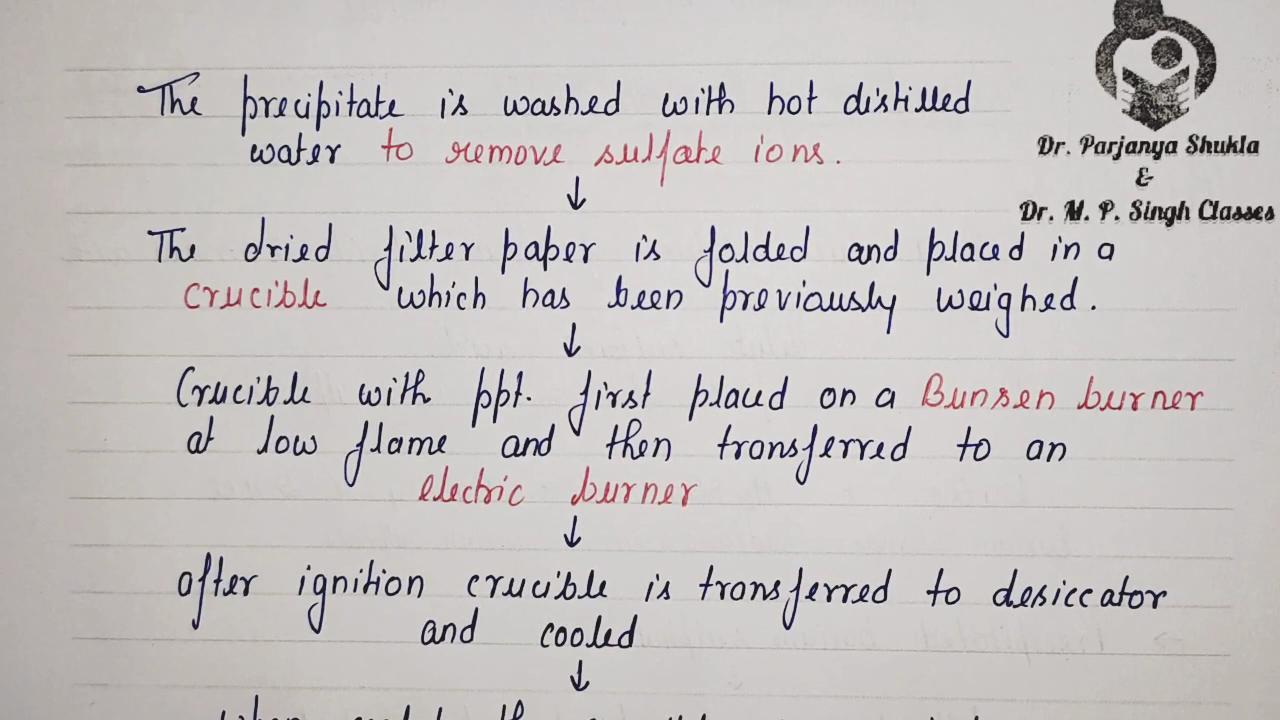 The precipitate is washed with hot distilled
water to remove sulfate ions.
↓
The dried filter paper is folded and placed in a
crucible which has been previously weighed.
↓
Crucible with ppt. first placed on a Bunsen burner
at low flame and then transferred to an
electric burner
↓
after ignition crucible is transferred to desiccator
and cooled
↓
Dr. Parjanya Shukla
&
Dr. M. P. Singh Classes